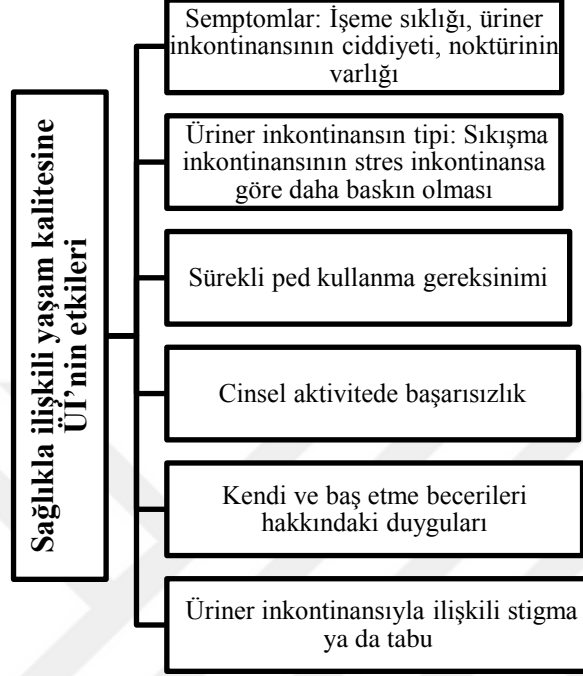 Sağlıkla ilişkili yaşam kalitesine
Üİ’nin etkileri
Semptomlar: İşeme sıklığı, üriner
inkontinansının ciddiyeti, noktürinin
varlığı
Üriner inkontinansın tipi: Sıkışma
inkontinansının stres inkontinansa
göre daha baskın olması
Sürekli ped kullanma gereksinimi
Cinsel aktivitede başarısızlık
Kendi ve baş etme becerileri
hakkındaki duyguları
Üriner inkontinansıyla ilişkili stigma
ya da tabu